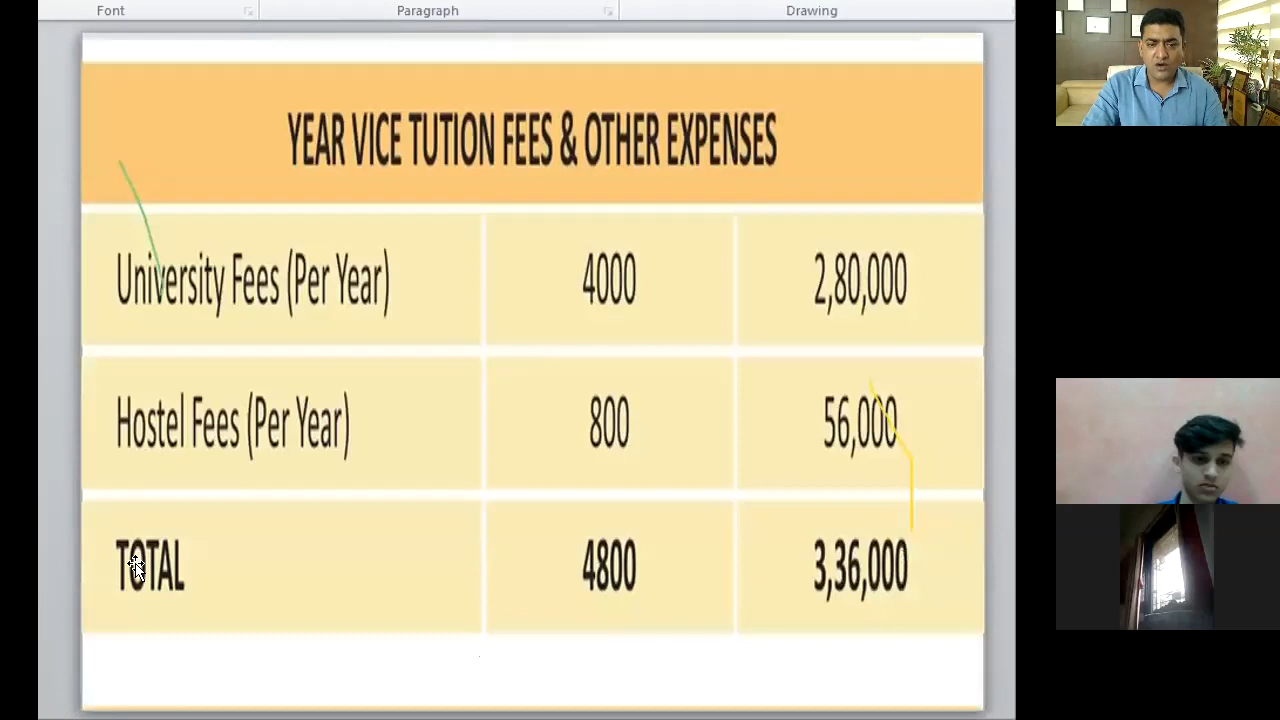 Font Paragraph Drawing
YEAR VICE TUTION FEES & OTHER EXPENSES
University Fees (Per Year) 4000 2,80,000
Hostel Fees (Per Year) 800 56,000
TOTAL 4800 3,36,000